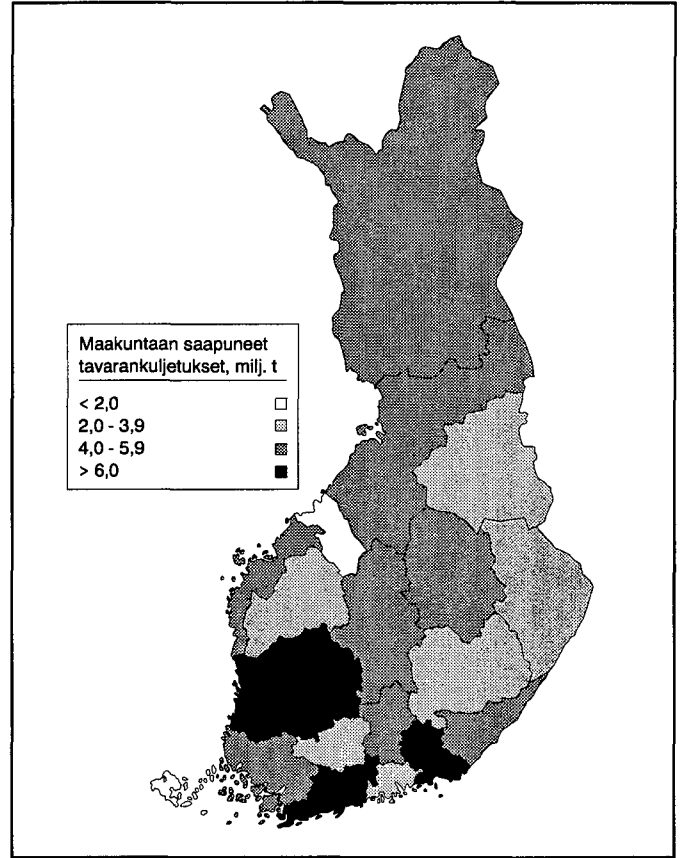 Maakuntaan saapuneet
tavarankuljetukset, milj. t
< 2,0
2,0 - 3,9
4,0 - 5,9
> 6,0